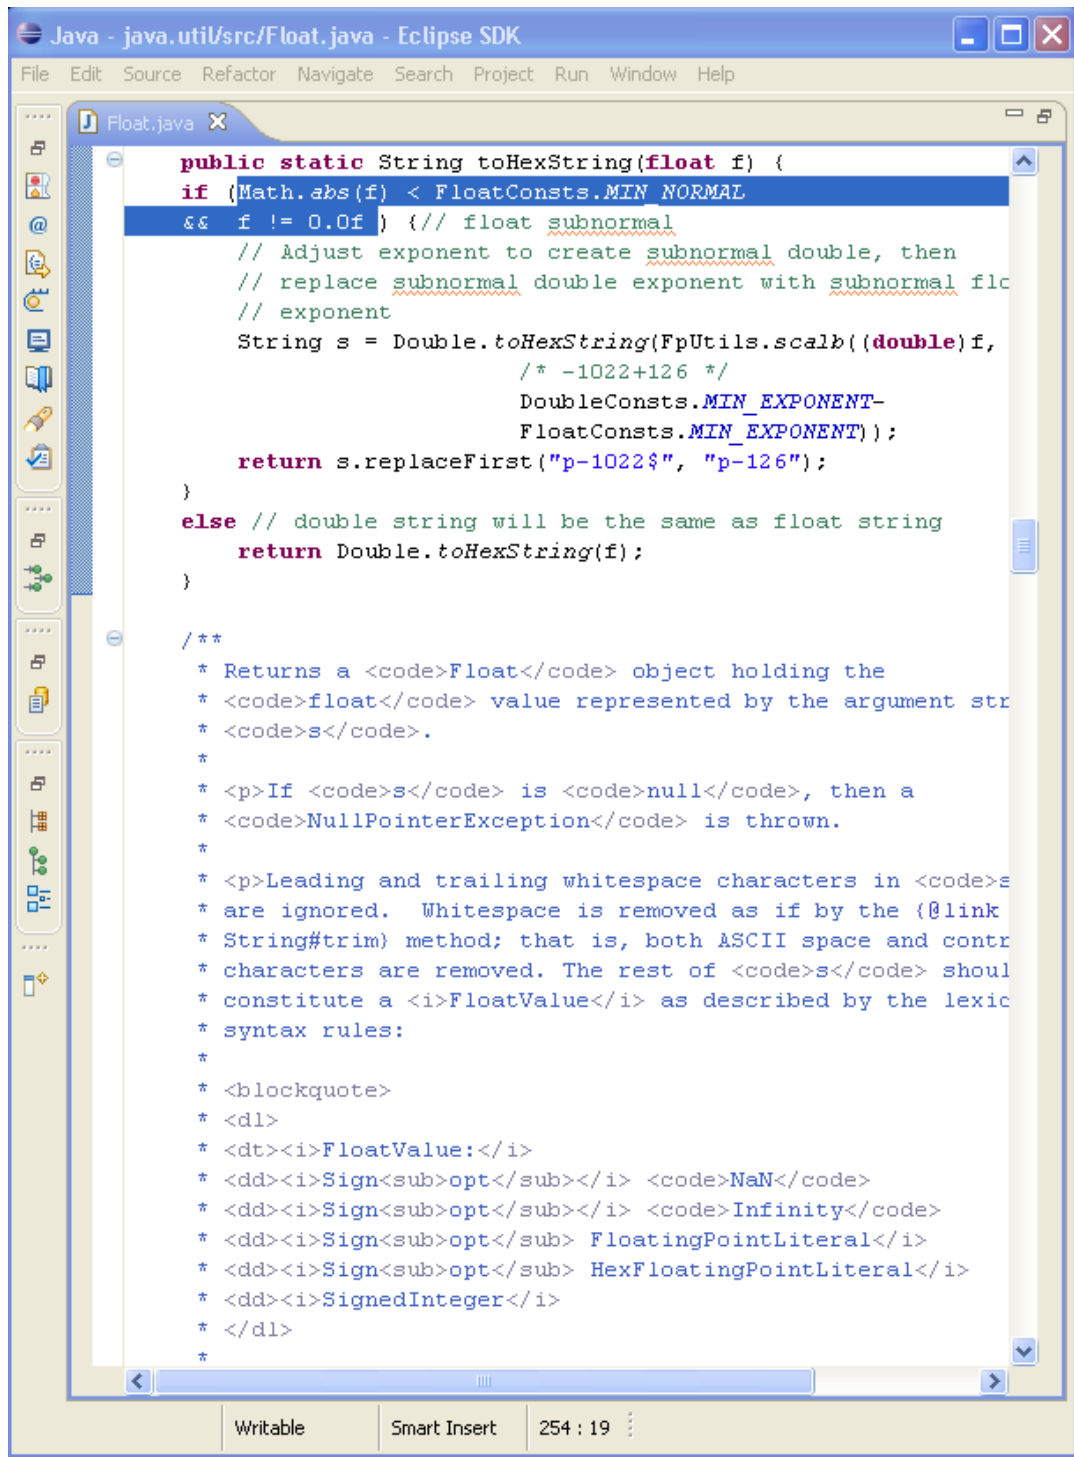 Java - java.util/src/Float.java - Eclipse SDK
File Edit Source Refactor Navigate Search Project Run Window Help
Float.java
public static String toHexString(float f) {
if (Math.abs(f) < FloatConsts.MIN_NORMAL
&& f != 0.0f ) {// float subnormal
// Adjust exponent to create subnormal double, then
// replace subnormal double exponent with subnormal flo
// exponent
String s = Double.toHexString(FpUtils.scalb((double)f,
/* -1022+126 */
DoubleConsts.MIN_EXPONENT-
FloatConsts.MIN_EXPONENT));
return s.replaceFirst("p-1022$", "p-126");
}
else // double string will be the same as float string
return Double.toHexString(f);
}
/**
* Returns a <code>Float</code> object holding the
* <code>float</code> value represented by the argument str
* <code>s</code>.
*
* <p>If <code>s</code> is <code>null</code>, then a
* <code>NullPointerException</code> is thrown.
*
* <p>Leading and trailing whitespace characters in <code>s
* are ignored.  Whitespace is removed as if by the {@link
* String#trim} method; that is, both ASCII space and contr
* characters are removed. The rest of <code>s</code> shoul
* constitute a <i>FloatValue</i> as described by the lexic
* syntax rules:
*
* <blockquote>
* <dl>
* <dt><i>FloatValue:</i>
* <dd><i>Sign<sub>opt</sub></i> <code>NaN</code>
* <dd><i>Sign<sub>opt</sub></i> <code>Infinity</code>
* <dd><i>Sign<sub>opt</sub> FloatingPointLiteral</i>
* <dd><i>Sign<sub>opt</sub> HexFloatingPointLiteral</i>
* <dd><i>SignedInteger</i>
* </dl>
*
Writable Smart Insert 254 : 19